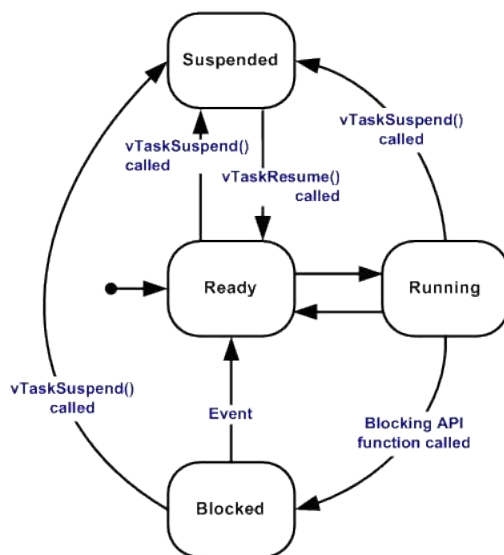 Suspended
vTaskSuspend()
called
vTaskSuspend()
called
vTaskResume()
called
Ready
Running
vTaskSuspend()
called
Event
Blocking API
function called
Blocked